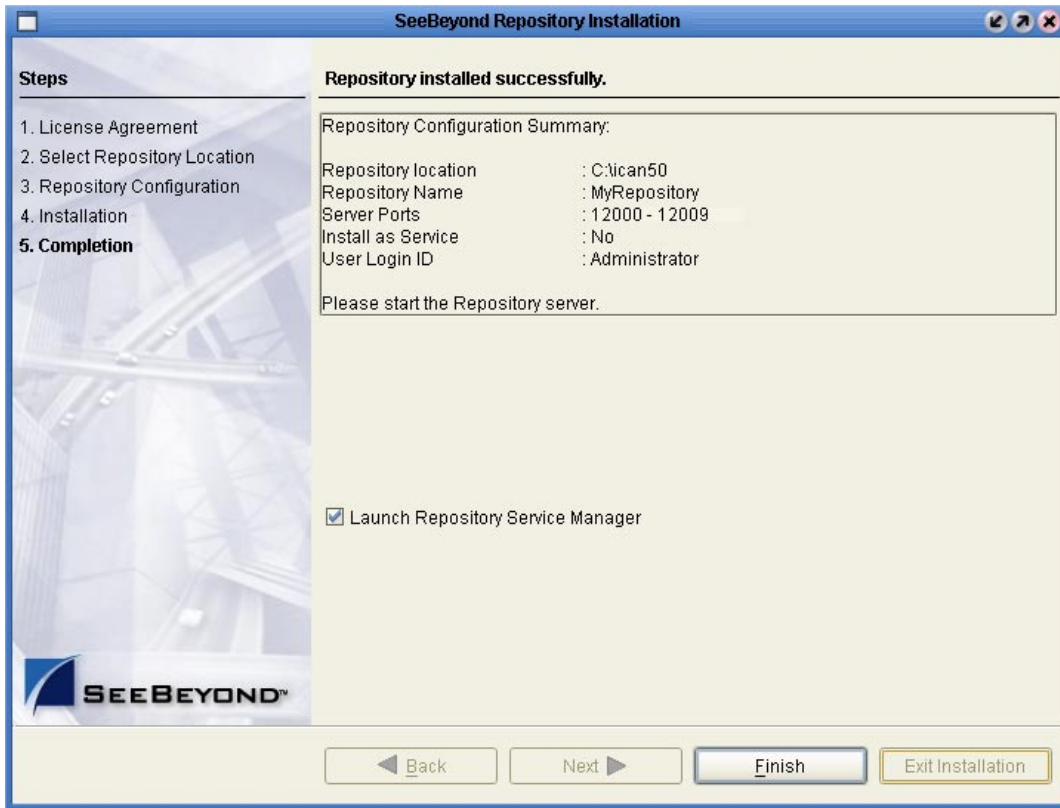 SeeBeyond Repository Installation
Steps
1. License Agreement
2. Select Repository Location
3. Repository Configuration
4. Installation
5. Completion
Repository installed successfully.
Repository Configuration Summary:
Repository location : C:\ican50
Repository Name : MyRepository
Server Ports : 12000 - 12009
Install as Service : No
User Login ID : Administrator
Please start the Repository server.
Launch Repository Service Manager
SEEBEYOND™
Back Next Finish Exit Installation